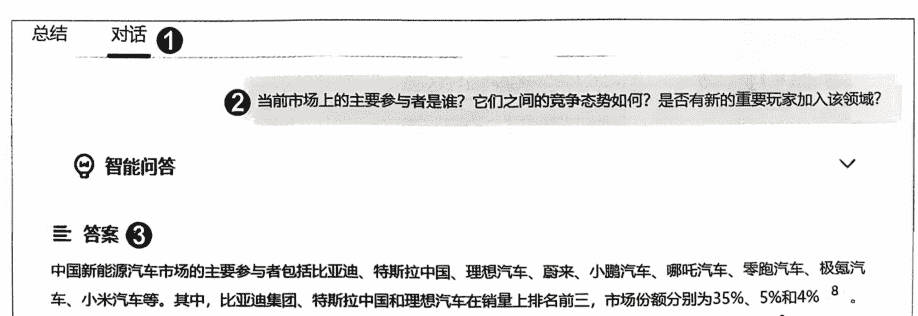 总结 对话 1
2 当前市场上的主要参与者是谁？它们之间的竞争态势如何？是否有新的重要玩家加入该领域？
智能问答
答案 3
中国新能源汽车市场的主要参与者包括比亚迪、特斯拉中国、理想汽车、蔚来、小鹏汽车、哪吒汽车、零跑汽车、极氪汽
车、小米汽车等。其中，比亚迪集团、特斯拉中国和理想汽车在销量上排名前三，市场份额分别为35%、5%和4% 8 。